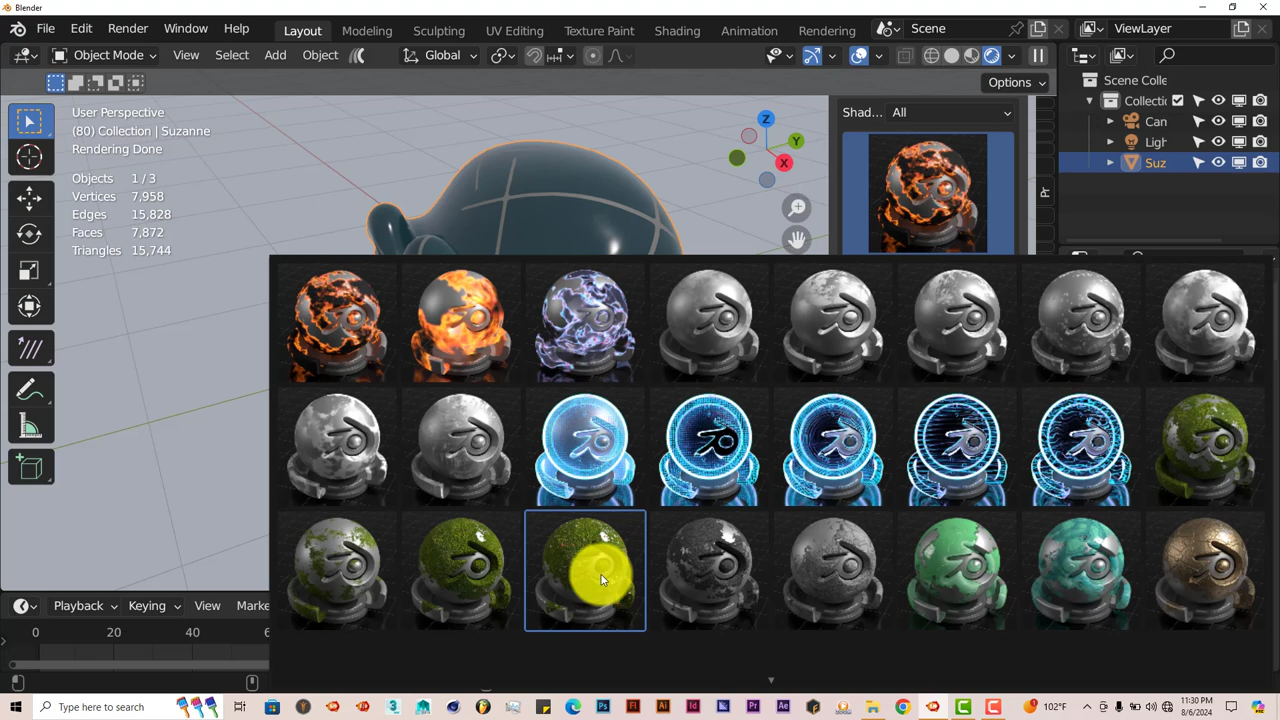 Blender
File Edit Render Window Help Layout Modeling Sculpting UV Editing Texture Paint Shading Animation Rendering Scene ViewLayer
Object Mode View Select Add Object Global
Options
User Perspective
(80) Collection | Suzanne
Rendering Done
Objects 1 / 3
Vertices 7,958
Edges 15,828
Faces 7,872
Triangles 15,744
Z
Y
X
Shad... All
Scene Colle
Collecti
Can
Ligh
Suz
Playback Keying View Marke
0 20 40 6
Type here to search
102°F
11:30 PM
8/6/2024